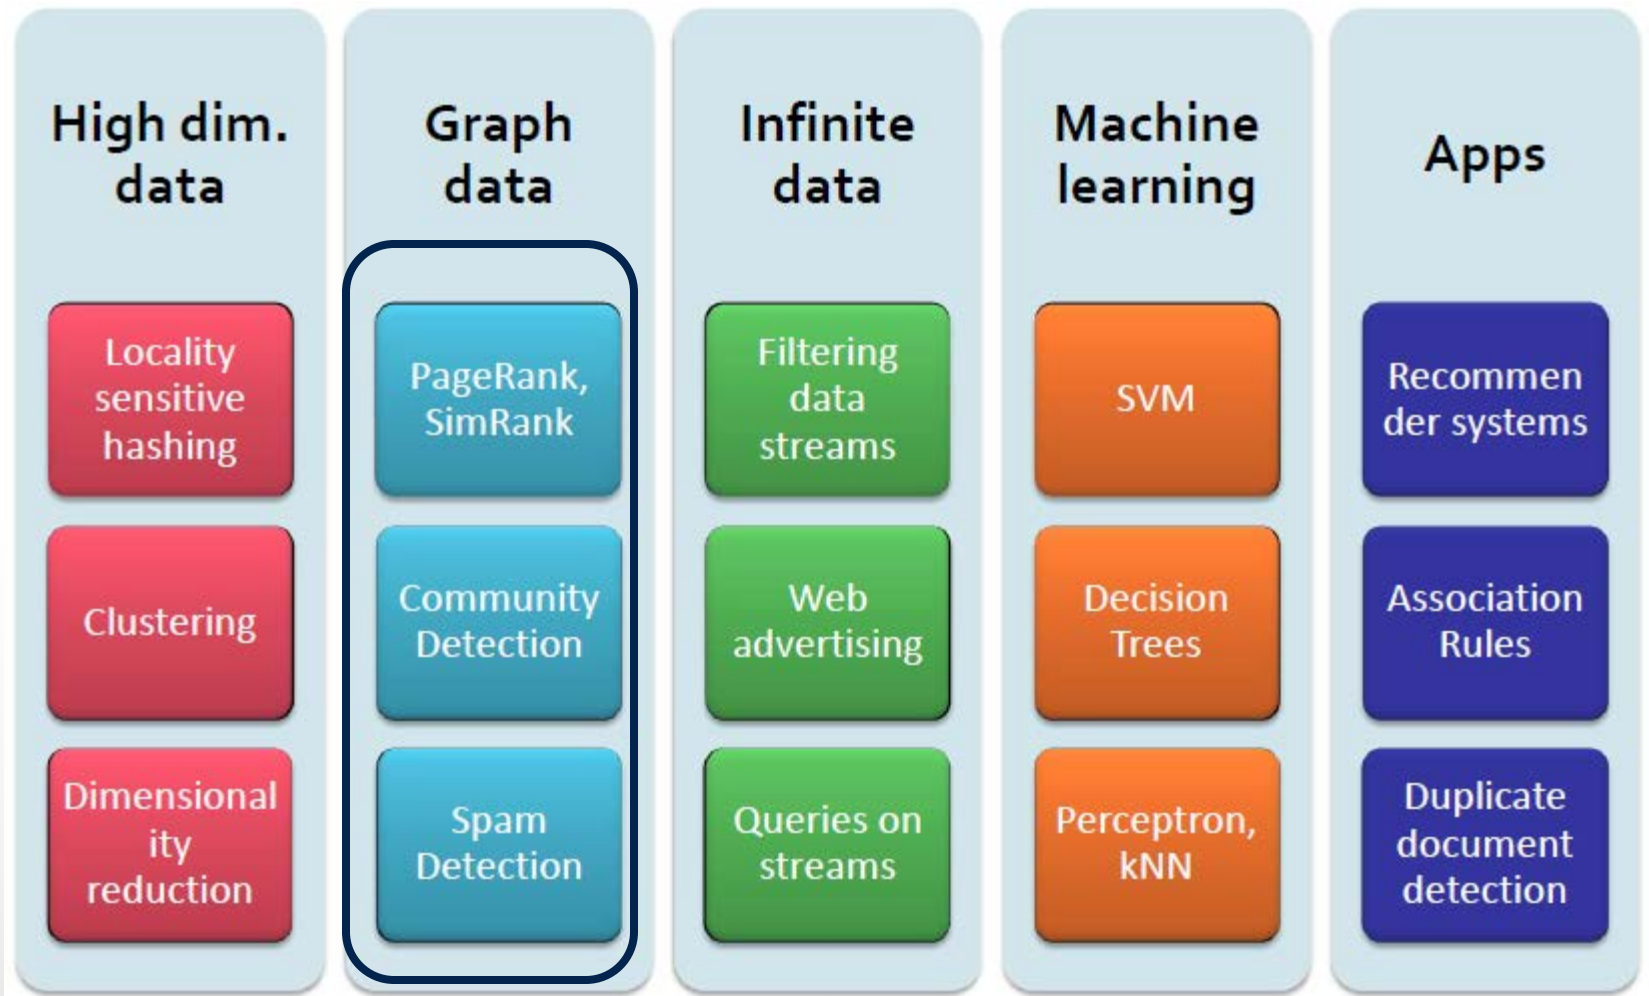 High dim.
data
Locality
sensitive
hashing
Clustering
Dimensional
ity
reduction
Graph
data
PageRank,
SimRank
Community
Detection
Spam
Detection
Infinite
data
Filtering
data
streams
Web
advertising
Queries on
streams
Machine
learning
SVM
Decision
Trees
Perceptron,
kNN
Apps
Recommen
der systems
Association
Rules
Duplicate
document
detection